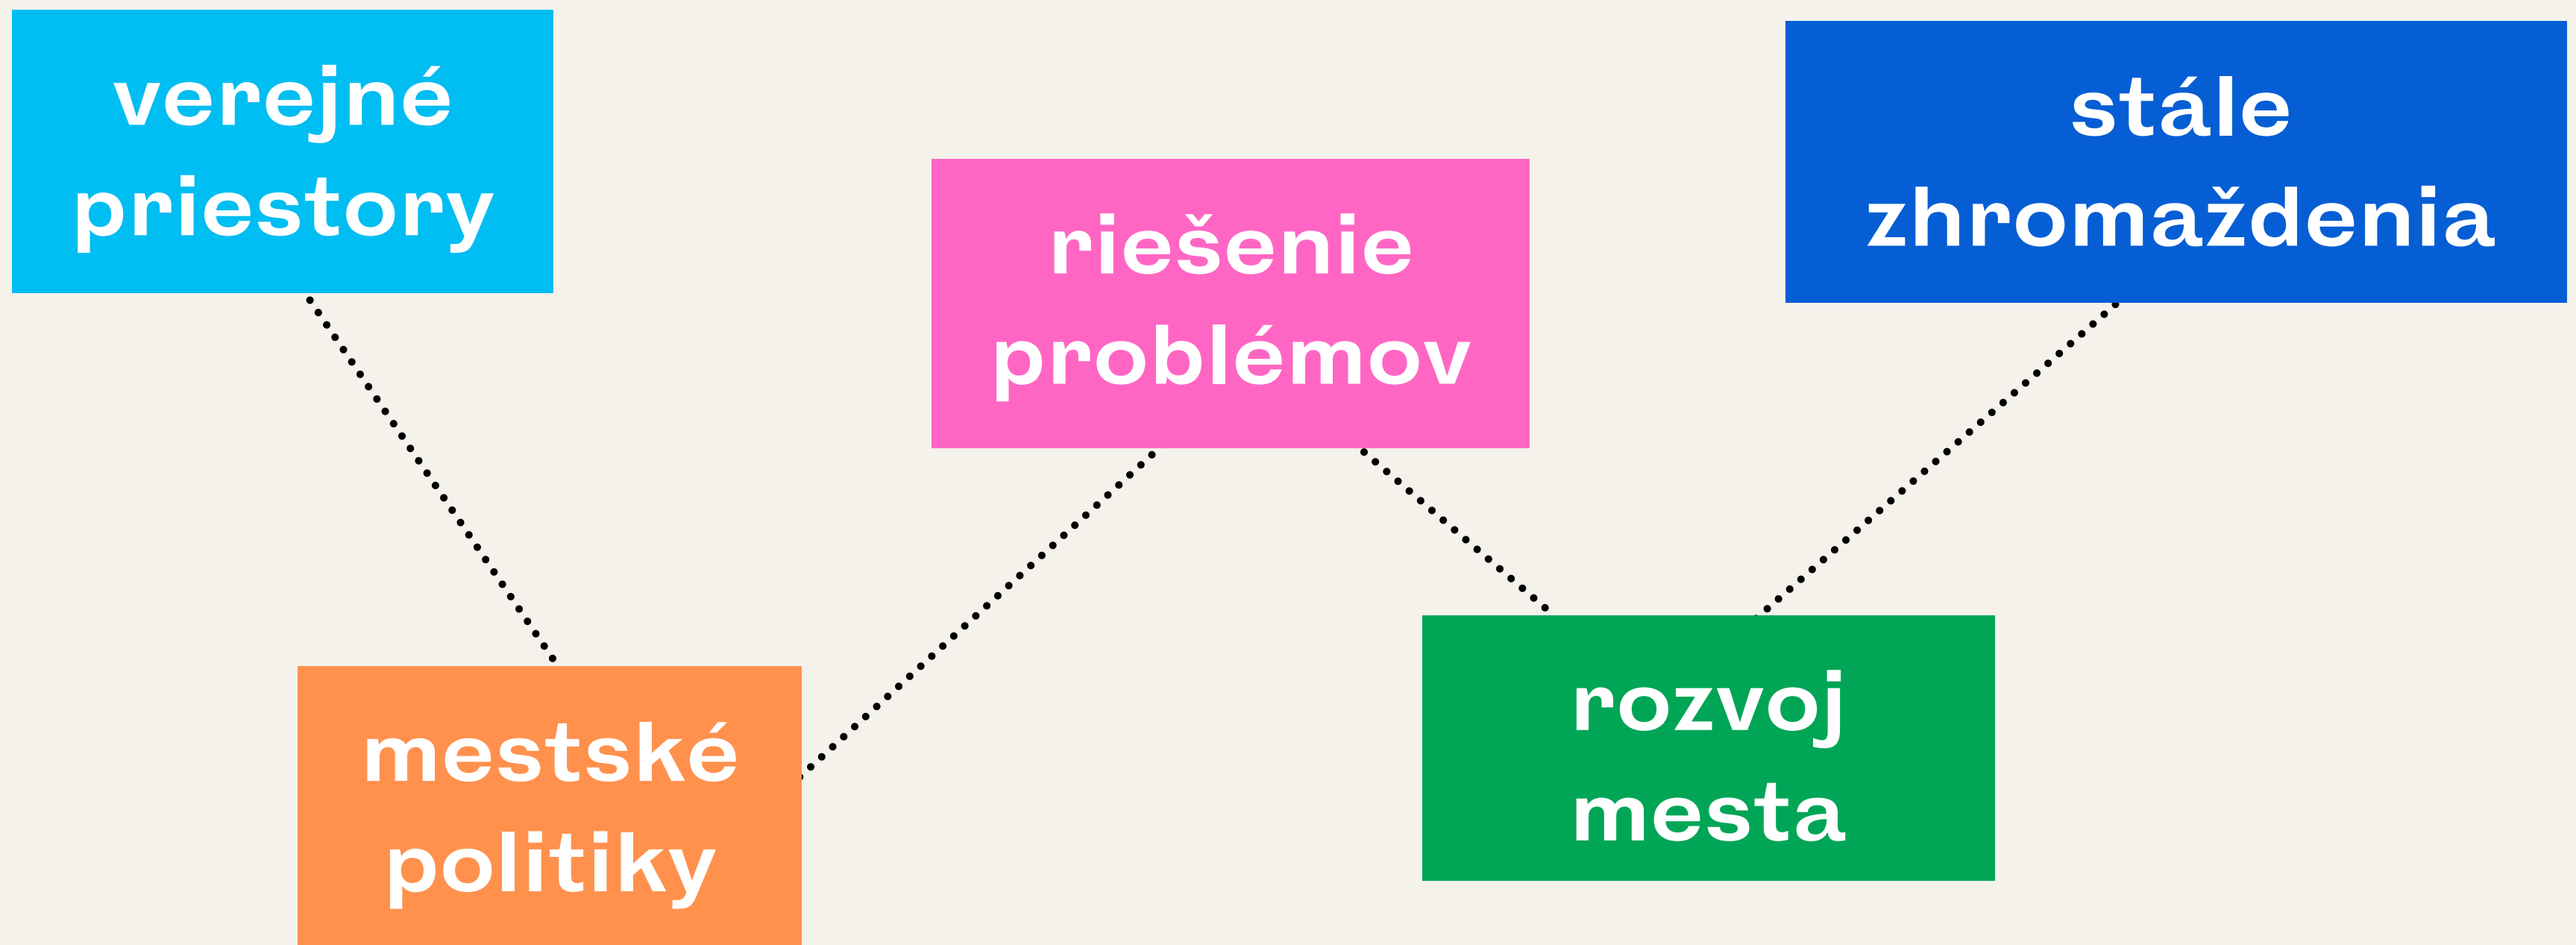 verejné
priestory
riešenie
problémov
stále
zhromaždenia
mestské
politiky
rozvoj
mesta